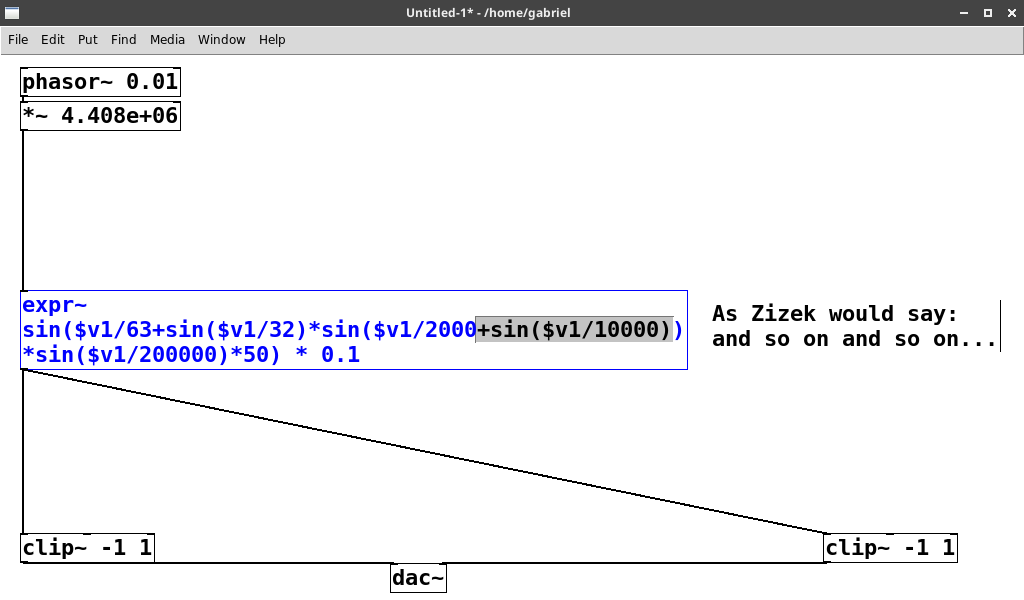 Untitled-1* - /home/gabriel
File Edit Put Find Media Window Help
phasor~ 0.01
*~ 4.408e+06
expr~
sin($v1/63+sin($v1/32)*sin($v1/2000+sin($v1/10000))
*sin($v1/200000)*50) * 0.1
As Zizek would say:
and so on and so on...
clip~ -1 1
clip~ -1 1
dac~